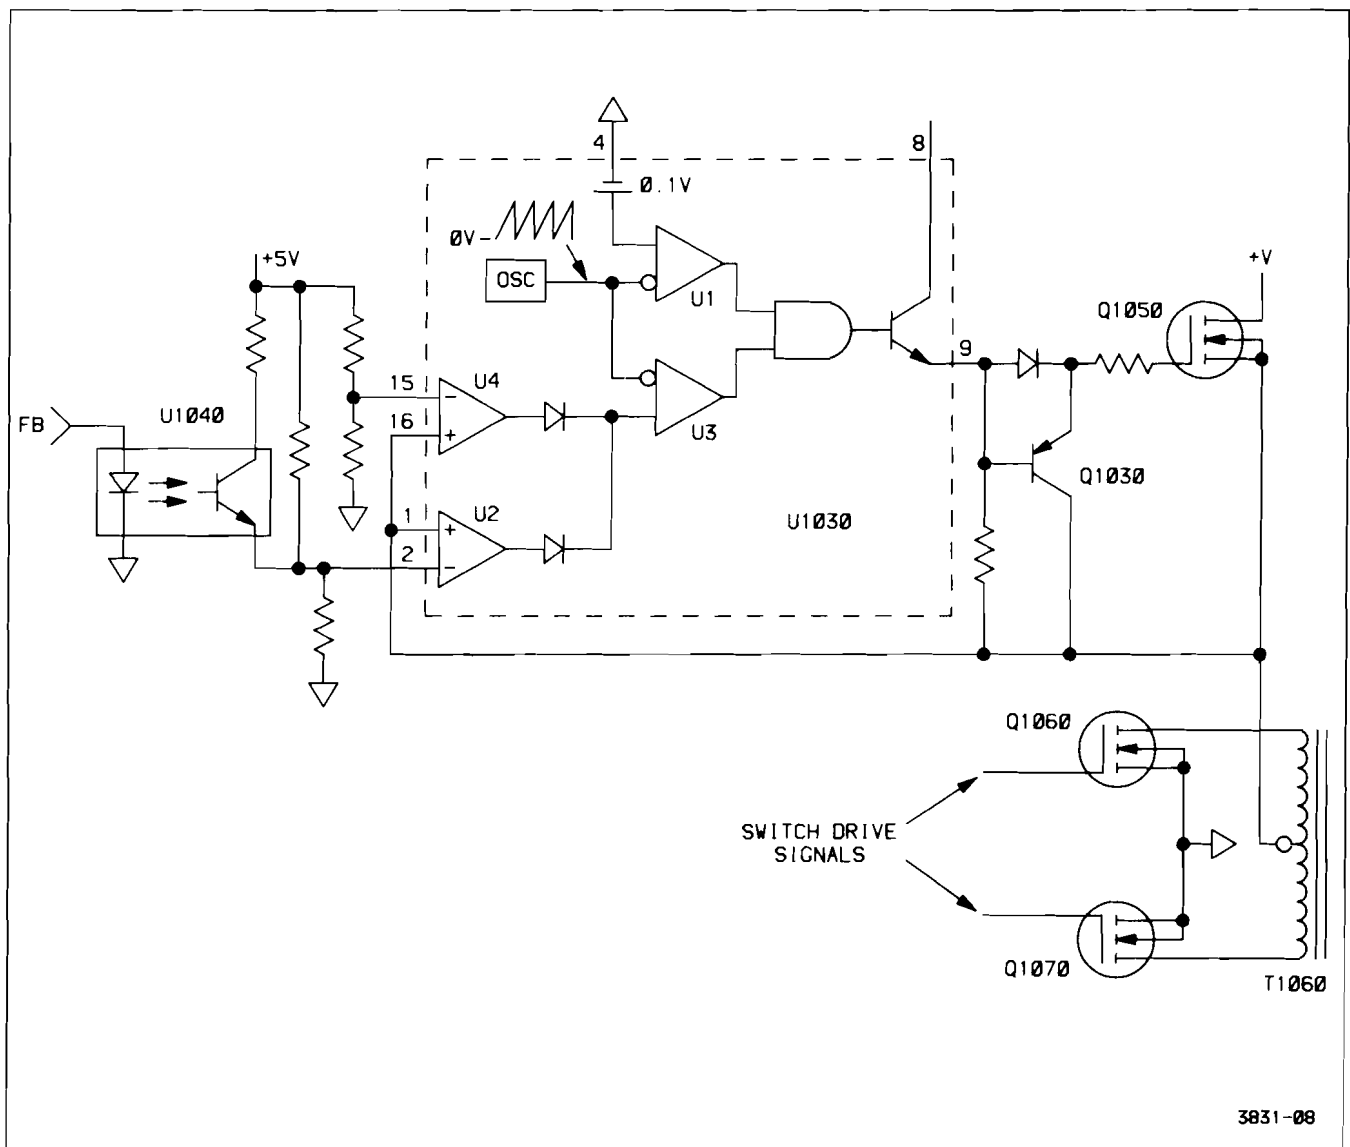 4
8
0.1V
0V
OSC
U1
+5V
+V
Q1050
9
15
U4
16
U3
FB
U1040
Q1030
1
U2
U1030
2
Q1060
SWITCH DRIVE
SIGNALS
Q1070
T1060
3831-08